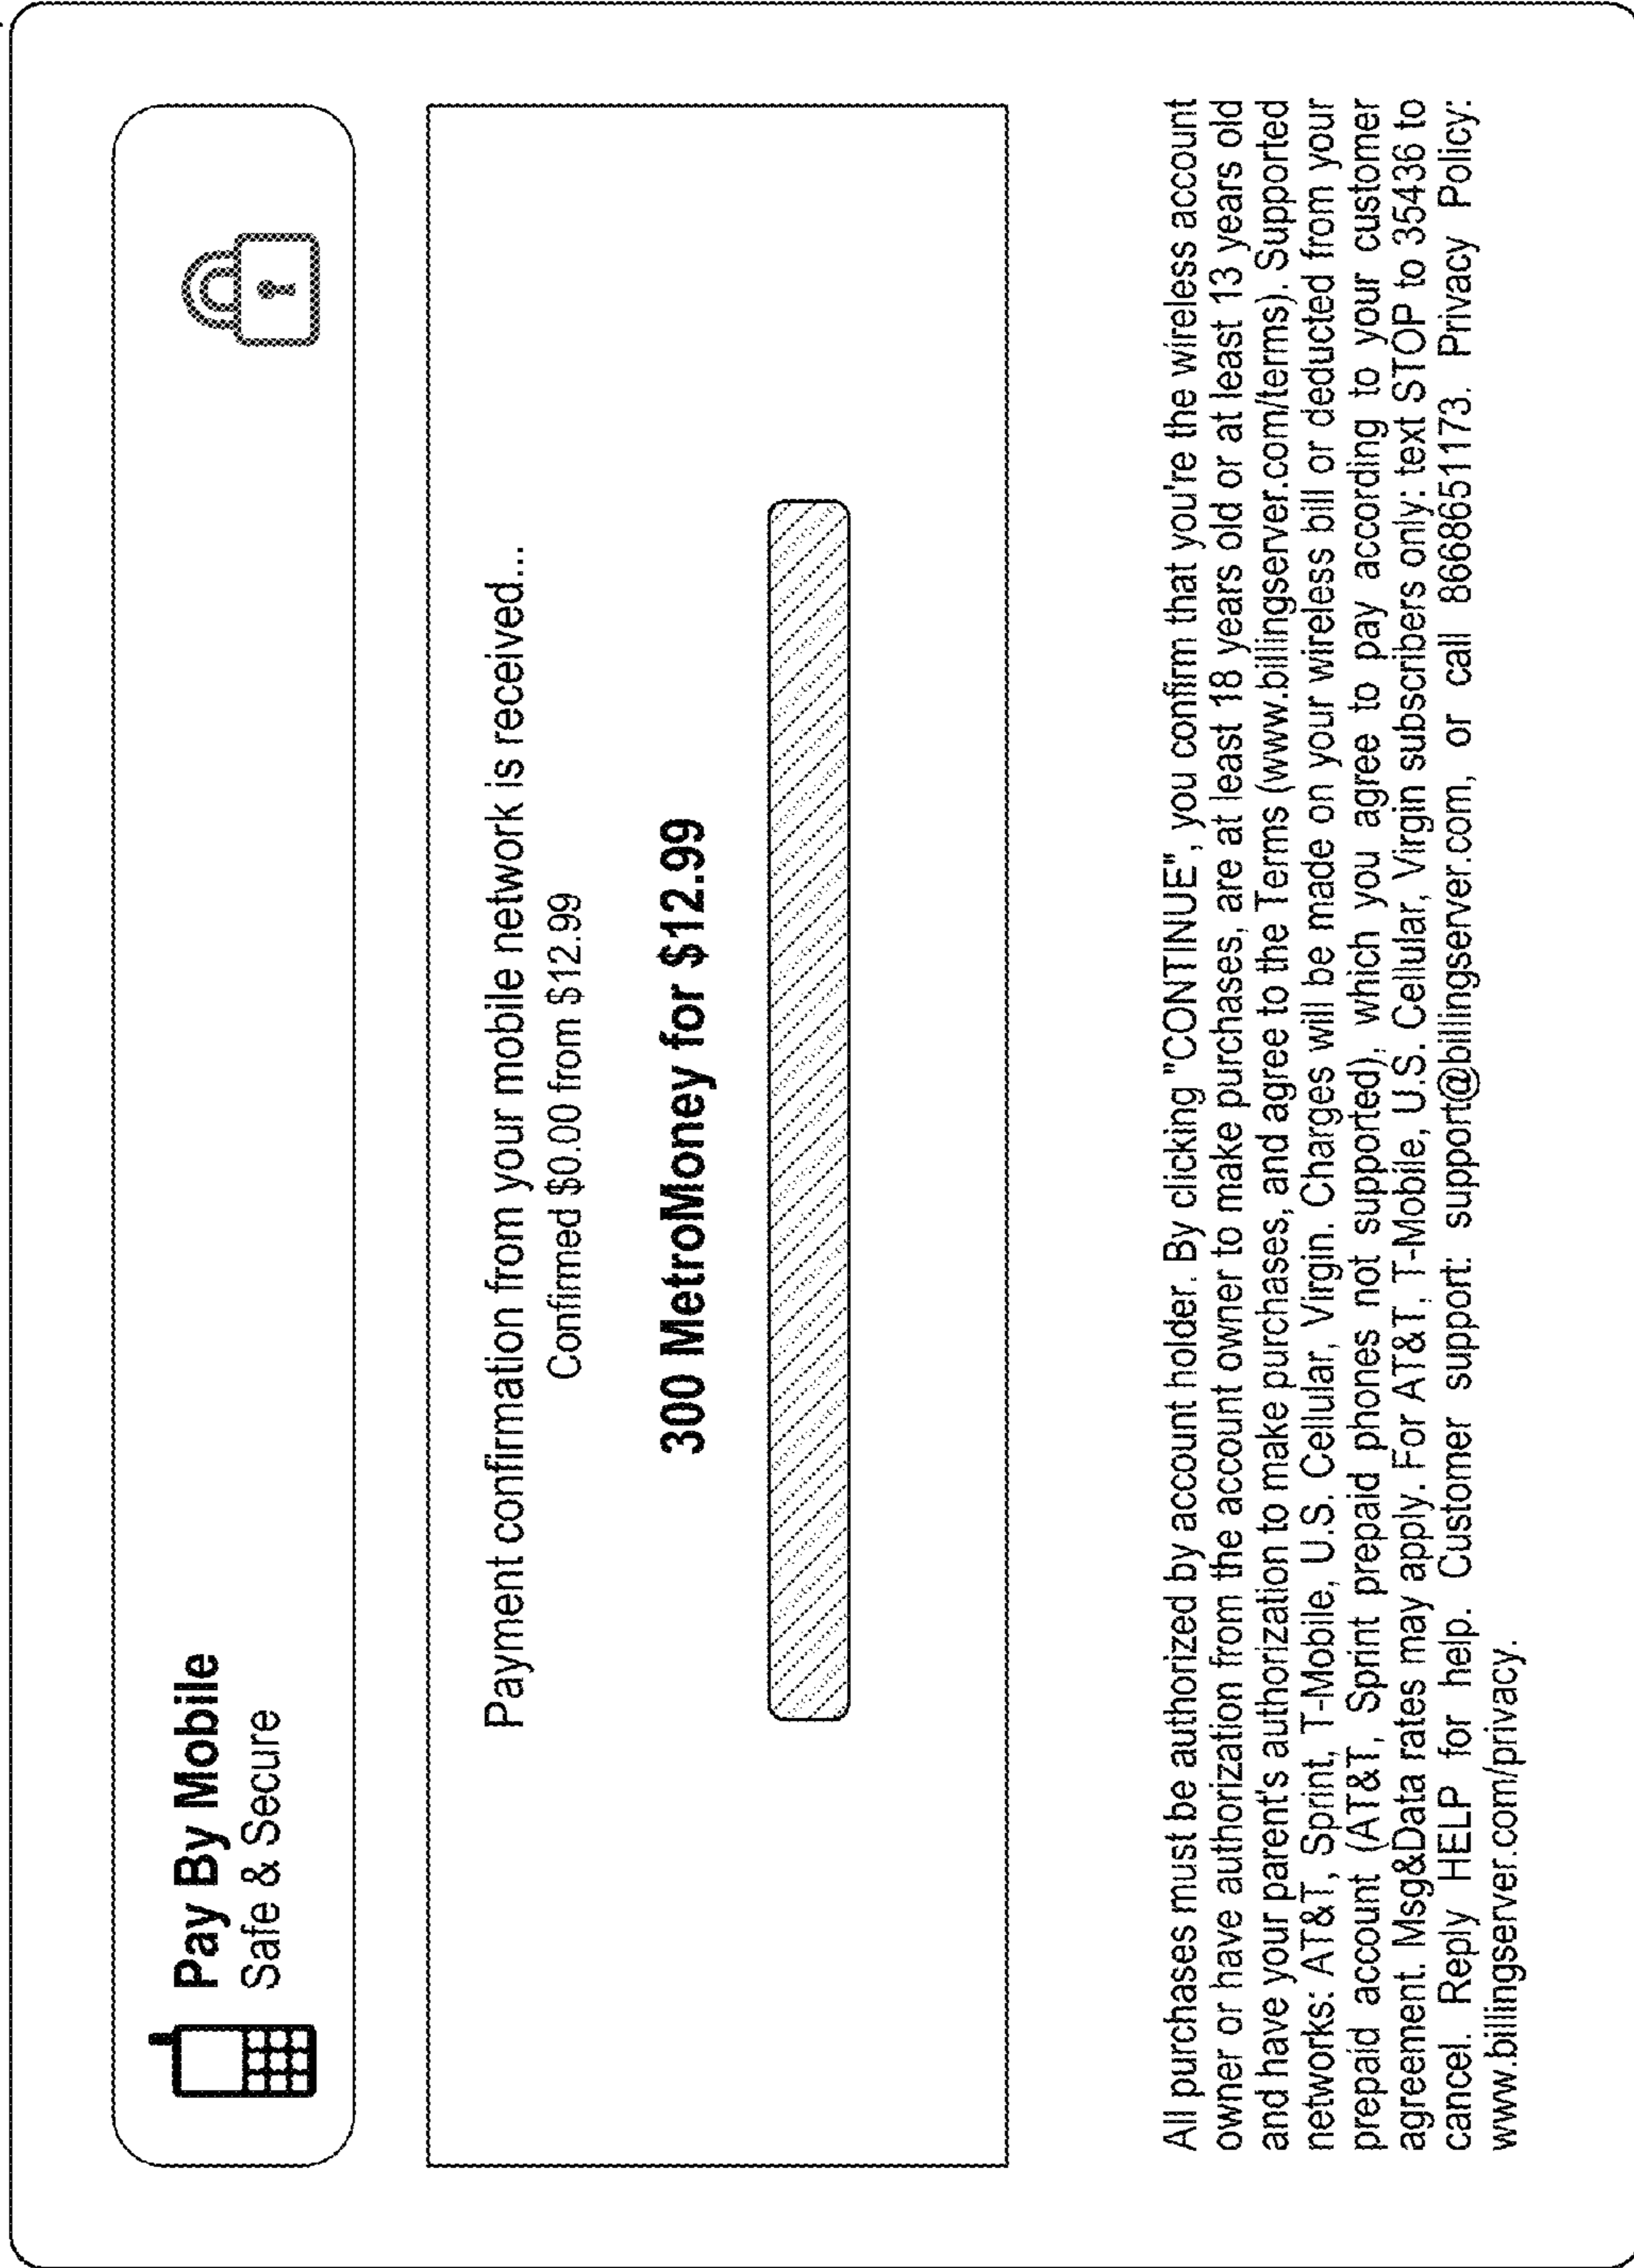 Pay By Mobile
Safe & Secure
Payment confirmation from your mobile network is received...
Confirmed $0.00 from $12.99
300 MetroMoney for $12.99
All purchases must be authorized by account holder. By clicking "CONTINUE", you confirm that you're the wireless account
owner or have authorization from the account owner to make purchases, are at least 18 years old or at least 13 years old
and have your parent's authorization to make purchases, and agree to the Terms (www.billingserver.com/terms). Supported
networks: AT&T, Sprint, T-Mobile, U.S. Cellular, Virgin. Charges will be made on your wireless bill or deducted from your
prepaid account (AT&T, Sprint prepaid phones not supported), which you agree to pay according to your customer
agreement. Msg&Data rates may apply. For AT&T, T-Mobile, U.S. Cellular, Virgin subscribers only: text STOP to 35436 to
cancel. Reply HELP for help. Customer support: support@billingserver.com, or call 8668651173. Privacy Policy:
www.billingserver.com/privacy.